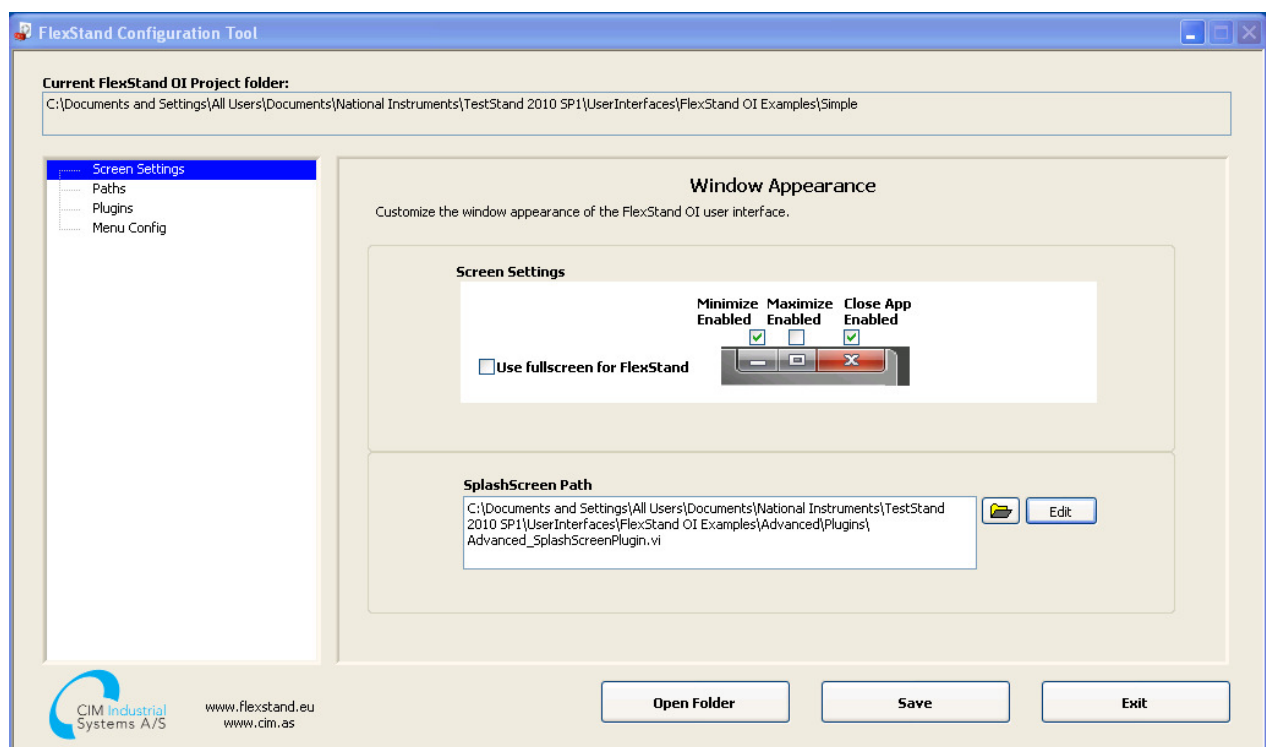 FlexStand Configuration Tool
Current FlexStand OI Project folder:
C:\Documents and Settings\All Users\Documents\National Instruments\TestStand 2010 SP1\UserInterfaces\FlexStand OI Examples\Simple
Screen Settings
Paths
Plugins
Menu Config
Window Appearance
Customize the window appearance of the FlexStand OI user interface.
Screen Settings
Minimize Maximize Close App
Enabled Enabled Enabled
Use fullscreen for FlexStand
SplashScreen Path
C:\Documents and Settings\All Users\Documents\National Instruments\TestStand
2010 SP1\UserInterfaces\FlexStand OI Examples\Advanced\Plugins\
Advanced_SplashScreenPlugin.vi
Edit
CIM Industrial
Systems A/S
www.flexstand.eu
www.cim.as
Open Folder
Save
Exit